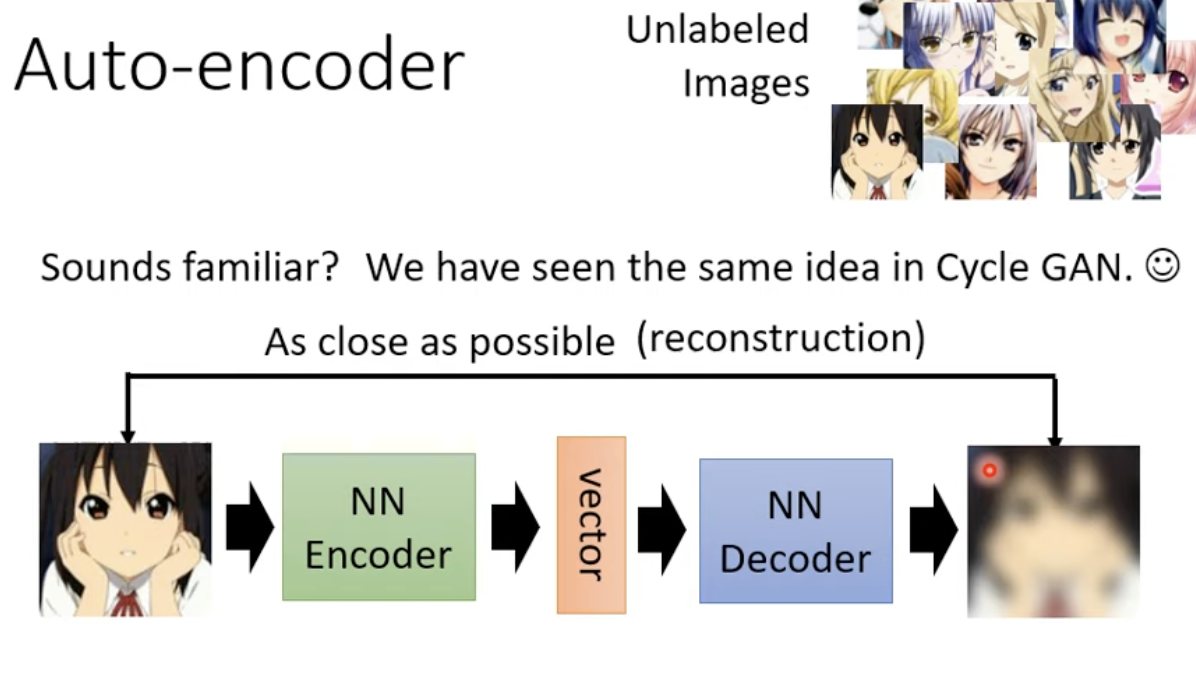 Auto-encoder
Unlabeled
Images
Sounds familiar? We have seen the same idea in Cycle GAN. ☺
As close as possible (reconstruction)
NN
Encoder
vector
NN
Decoder